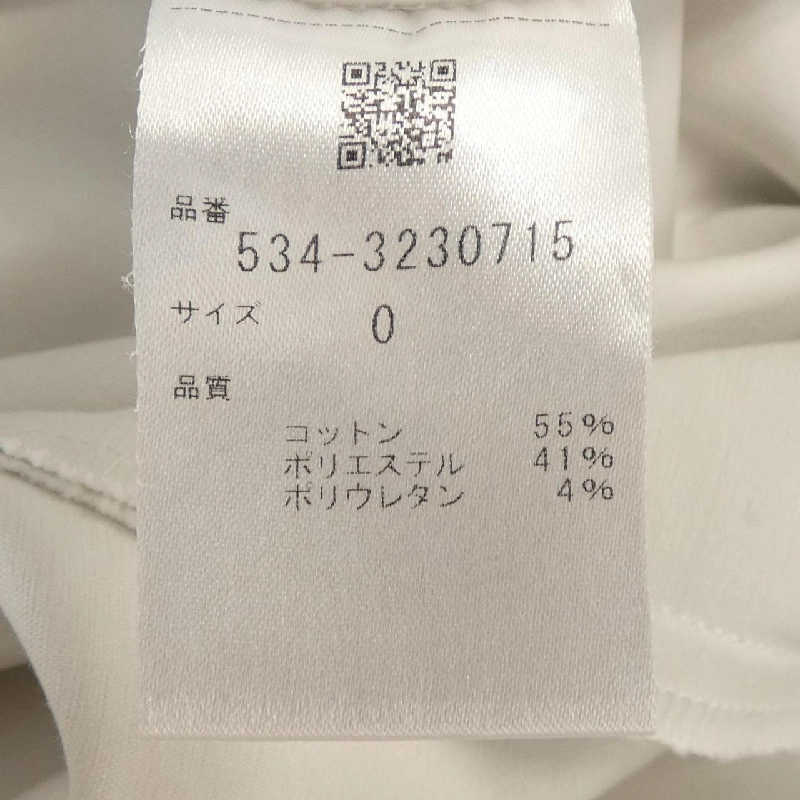 品番
534-3230715
サイズ 0
品質
コットン 55%
ポリエステル 41%
ポリウレタン 4%